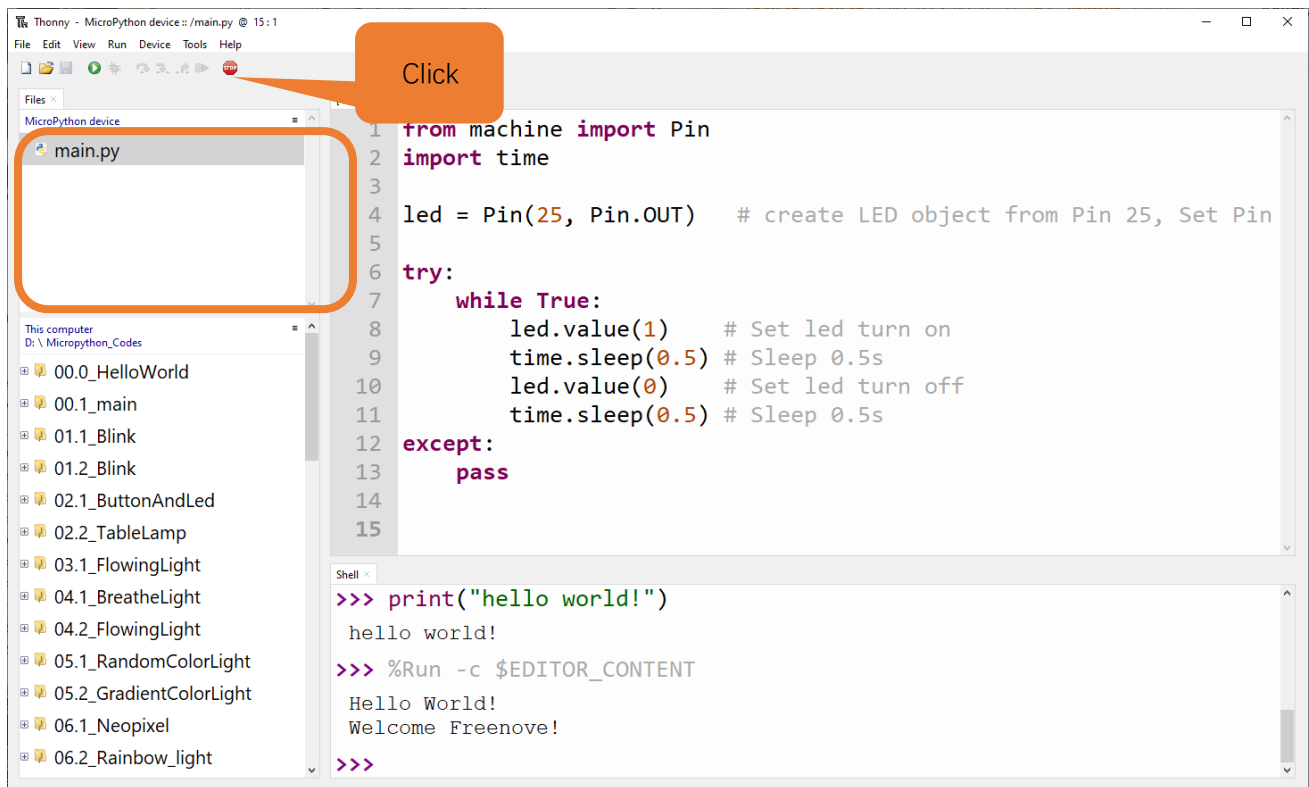 Thonny - MicroPython device :: /main.py @ 15 : 1
File Edit View Run Device Tools Help
STOP
Click
Files ×
MicroPython device
main.py
This computer
D: \ Micropython_Codes
00.0_HelloWorld
00.1_main
01.1_Blink
01.2_Blink
02.1_ButtonAndLed
02.2_TableLamp
03.1_FlowingLight
04.1_BreatheLight
04.2_FlowingLight
05.1_RandomColorLight
05.2_GradientColorLight
06.1_Neopixel
06.2_Rainbow_light
1 from machine import Pin
2 import time
3
4 led = Pin(25, Pin.OUT)   # create LED object from Pin 25, Set Pin
5
6 try:
7     while True:
8         led.value(1)    # Set led turn on
9         time.sleep(0.5) # Sleep 0.5s
10         led.value(0)    # Set led turn off
11         time.sleep(0.5) # Sleep 0.5s
12 except:
13     pass
14
15
Shell ×
>>> print("hello world!")
hello world!
>>> %Run -c $EDITOR_CONTENT
Hello World!
Welcome Freenove!
>>>